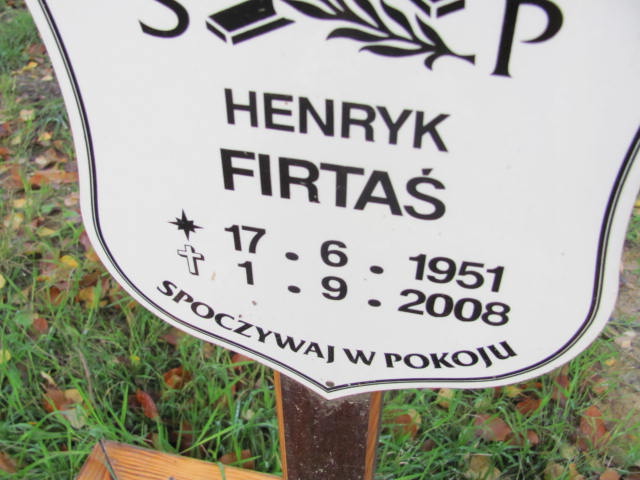 S P
HENRYK
FIRTAŚ
17 . 6 . 1951
1 . 9 . 2008
SPOCZYWAJ W POKOJU